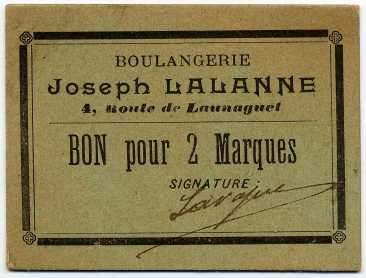 BOULANGERIE
Joseph LALANNE
4, Route de Launaguet
BON pour 2 Marques
SIGNATURE